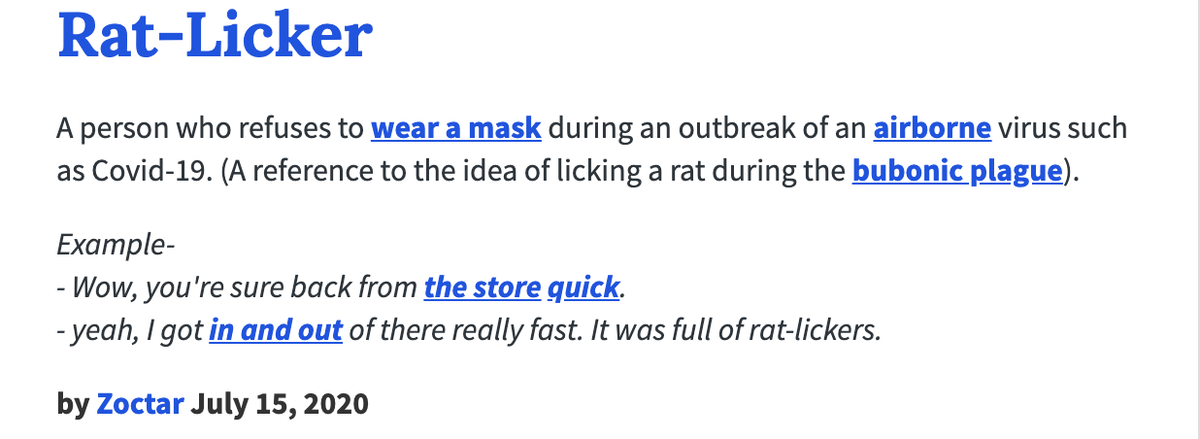 Rat-Licker
A person who refuses to wear a mask during an outbreak of an airborne virus such
as Covid-19. (A reference to the idea of licking a rat during the bubonic plague).
Example-
- Wow, you're sure back from the store quick.
- yeah, I got in and out of there really fast. It was full of rat-lickers.
by Zoctar July 15, 2020